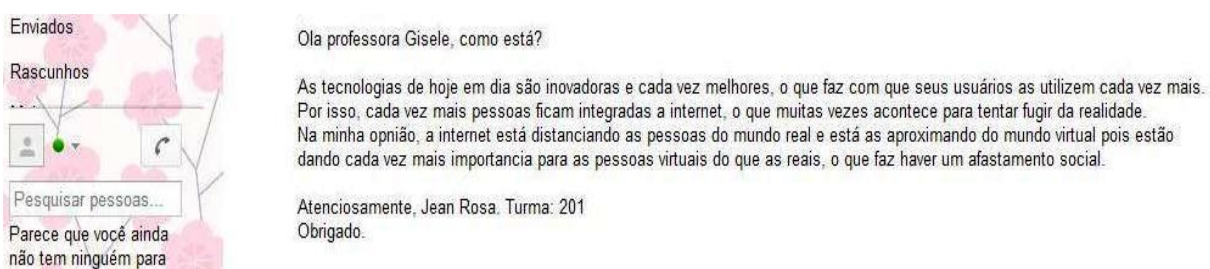 Enviados
Rascunhos
Pesquisar pessoas...
Parece que você ainda
não tem ninguém para
Ola professora Gisele, como está?
As tecnologias de hoje em dia são inovadoras e cada vez melhores, o que faz com que seus usuários as utilizem cada vez mais.
Por isso, cada vez mais pessoas ficam integradas a internet, o que muitas vezes acontece para tentar fugir da realidade.
Na minha opnião, a internet está distanciando as pessoas do mundo real e está as aproximando do mundo virtual pois estão
dando cada vez mais importancia para as pessoas virtuais do que as reais, o que faz haver um afastamento social.
Atenciosamente, Jean Rosa. Turma: 201
Obrigado.